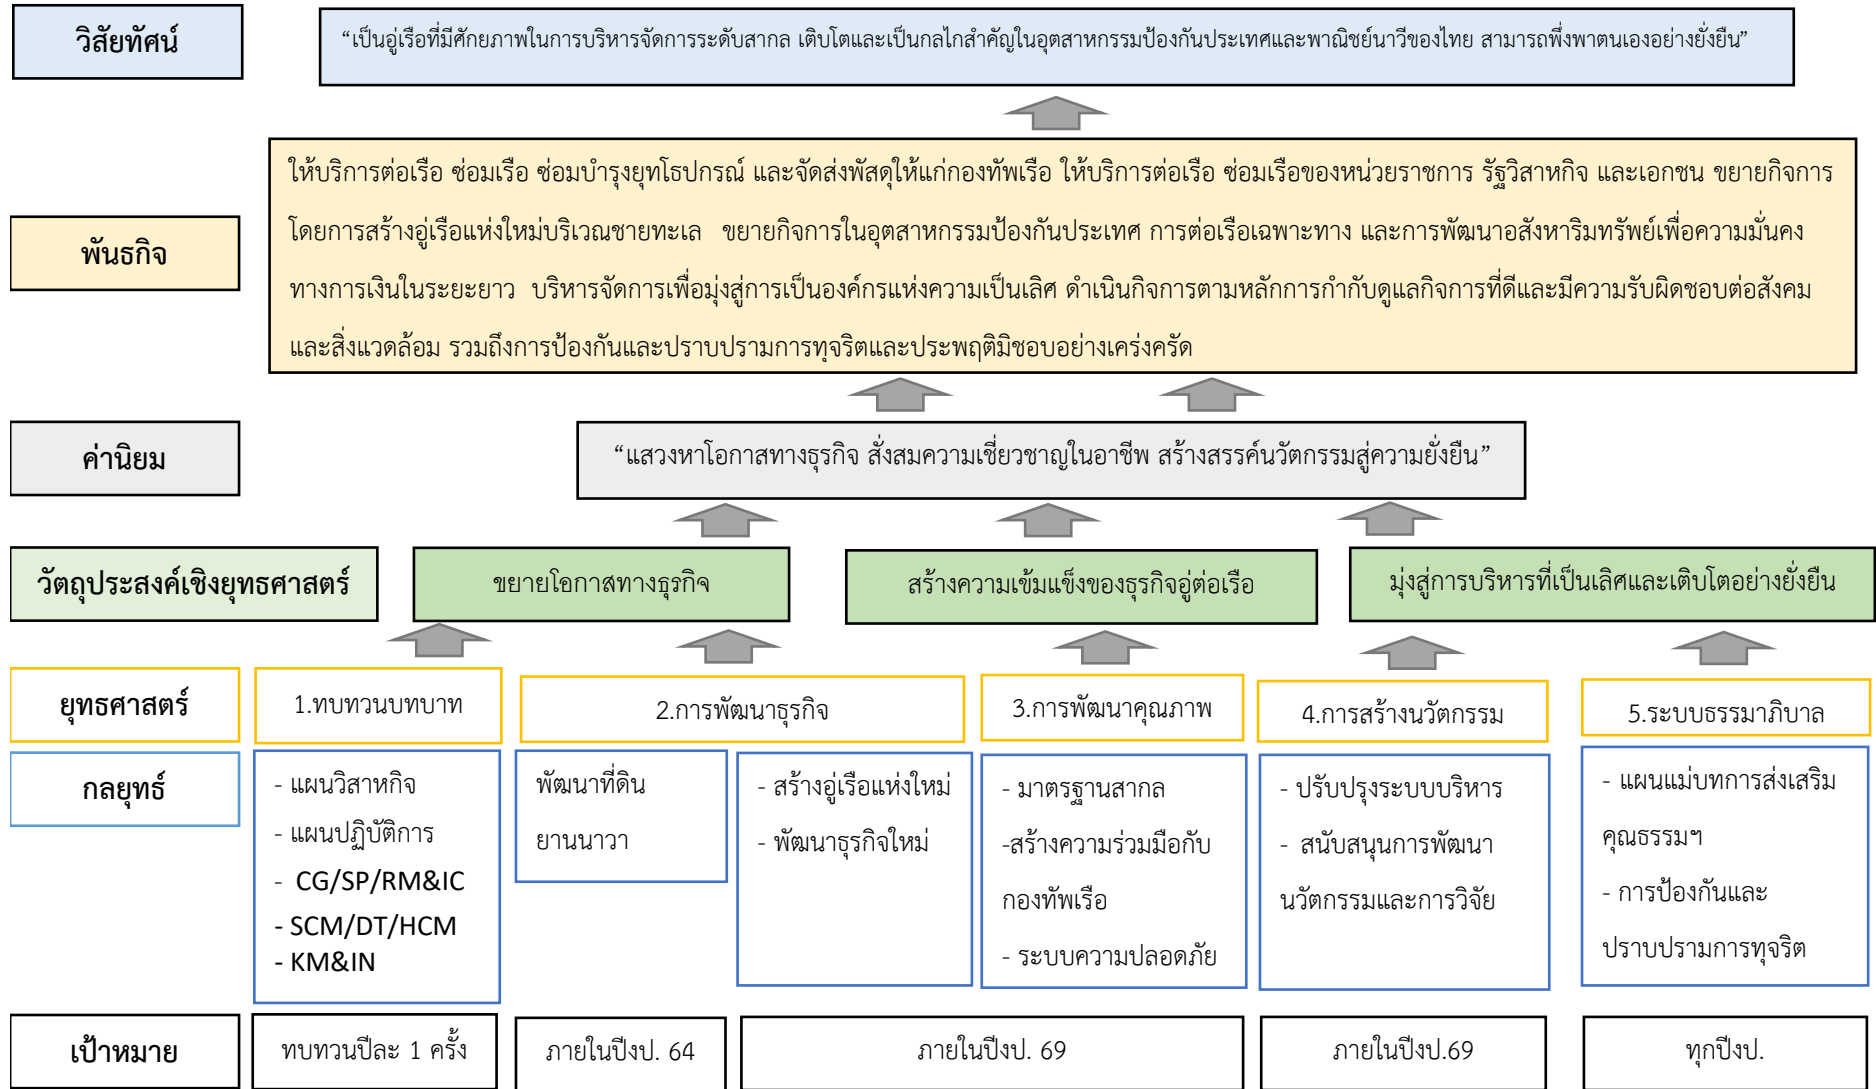 วิสัยทัศน์
“เป็นอู่เรือที่มีศักยภาพในการบริหารจัดการระดับสากล เติบโตและเป็นกลไกสำคัญในอุตสาหกรรมป้องกันประเทศและพาณิชย์นาวีของไทย สามารถพึ่งพาตนเองอย่างยั่งยืน”
พันธกิจ
ให้บริการต่อเรือ ซ่อมเรือ ซ่อมบำรุงยุทโธปกรณ์ และจัดส่งพัสดุให้แก่กองทัพเรือ ให้บริการต่อเรือ ซ่อมเรือของหน่วยราชการ รัฐวิสาหกิจ และเอกชน ขยายกิจการ
โดยการสร้างอู่เรือแห่งใหม่บริเวณชายทะเล ขยายกิจการในอุตสาหกรรมป้องกันประเทศ การต่อเรือเฉพาะทาง และการพัฒนาอสังหาริมทรัพย์เพื่อความมั่นคง
ทางการเงินในระยะยาว บริหารจัดการเพื่อมุ่งสู่การเป็นองค์กรแห่งความเป็นเลิศ ดำเนินกิจการตามหลักการกำกับดูแลกิจการที่ดีและมีความรับผิดชอบต่อสังคม
และสิ่งแวดล้อม รวมถึงการป้องกันและปราบปรามการทุจริตและประพฤติมิชอบอย่างเคร่งครัด
ค่านิยม
“แสวงหาโอกาสทางธุรกิจ สั่งสมความเชี่ยวชาญในอาชีพ สร้างสรรค์นวัตกรรมสู่ความยั่งยืน”
วัตถุประสงค์เชิงยุทธศาสตร์
ขยายโอกาสทางธุรกิจ
สร้างความเข้มแข็งของธุรกิจอู่ต่อเรือ
มุ่งสู่การบริหารที่เป็นเลิศและเติบโตอย่างยั่งยืน
ยุทธศาสตร์
1.ทบทวนบทบาท
2.การพัฒนาธุรกิจ
3.การพัฒนาคุณภาพ
4.การสร้างนวัตกรรม
5.ระบบธรรมาภิบาล
กลยุทธ์
- แผนวิสาหกิจ
- แผนปฏิบัติการ
- CG/SP/RM&IC
- SCM/DT/HCM
- KM&IN
พัฒนาที่ดิน
ยานนาวา
- สร้างอู่เรือแห่งใหม่
- พัฒนาธุรกิจใหม่
- มาตรฐานสากล
-สร้างความร่วมมือกับ
กองทัพเรือ
- ระบบความปลอดภัย
- ปรับปรุงระบบบริหาร
- สนับสนุนการพัฒนา
นวัตกรรมและการวิจัย
- แผนแม่บทการส่งเสริม
คุณธรรมฯ
- การป้องกันและ
ปราบปรามการทุจริต
เป้าหมาย
ทบทวนปีละ 1 ครั้ง
ภายในปีงป. 64
ภายในปีงป. 69
ภายในปีงป.69
ทุกปีงป.